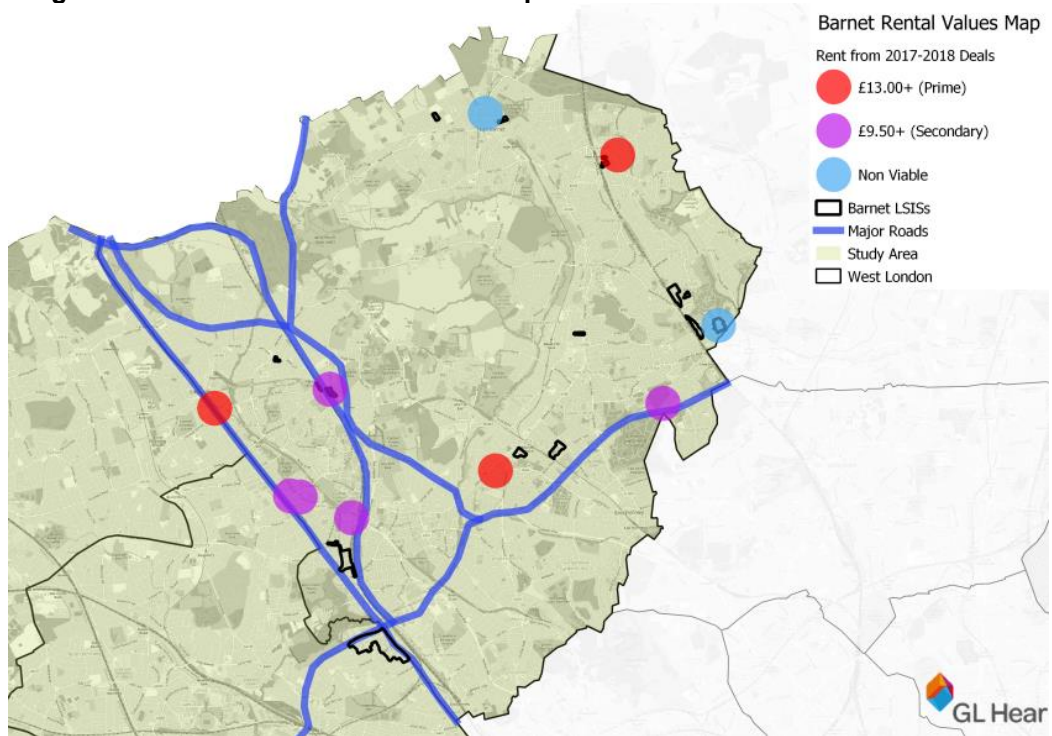 Barnet Rental Values Map
Rent from 2017-2018 Deals
£13.00+ (Prime)
£9.50+ (Secondary)
Non Viable
Barnet LSISs
Major Roads
Study Area
West London
GL Hear